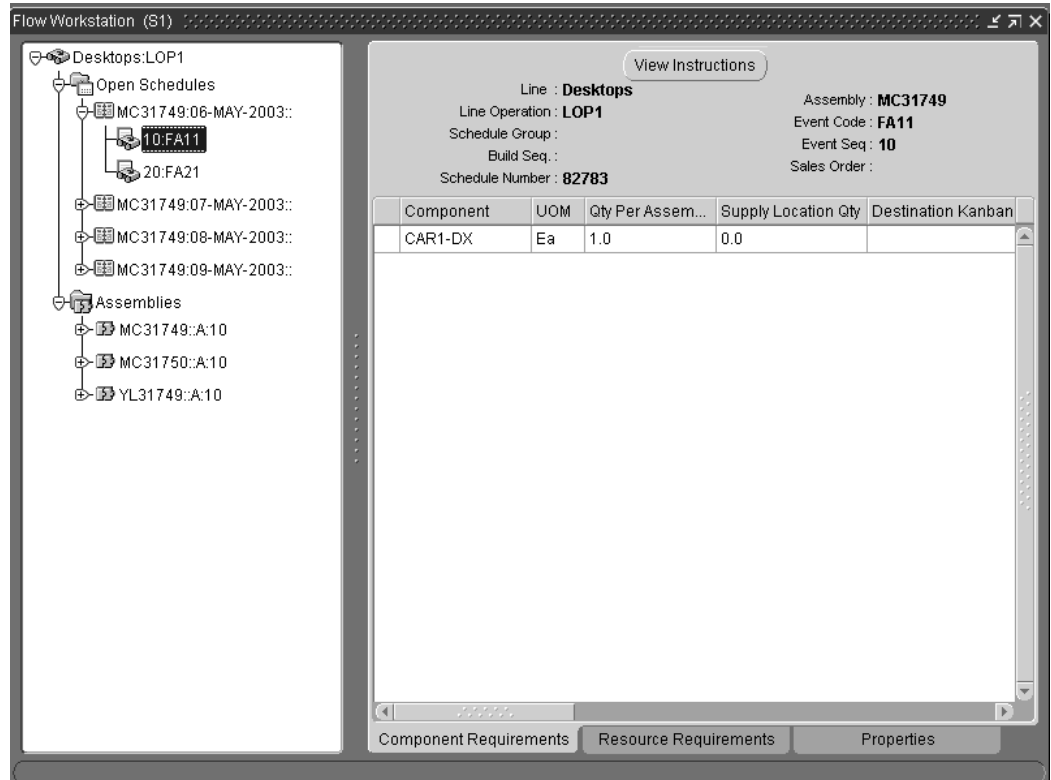 Flow Workstation (S1)
Desktops:LOP1
Open Schedules
MC31749:06-MAY-2003::
10:FA11
20:FA21
MC31749:07-MAY-2003::
MC31749:08-MAY-2003::
MC31749:09-MAY-2003::
Assemblies
MC31749::A:10
MC31750::A:10
YL31749::A:10
View Instructions
Line : Desktops
Line Operation : LOP1
Schedule Group :
Build Seq. :
Schedule Number : 82783
Assembly : MC31749
Event Code : FA11
Event Seq : 10
Sales Order :
Component UOM Qty Per Assem... Supply Location Qty Destination Kanban
CAR1-DX Ea 1.0 0.0
Component Requirements Resource Requirements Properties